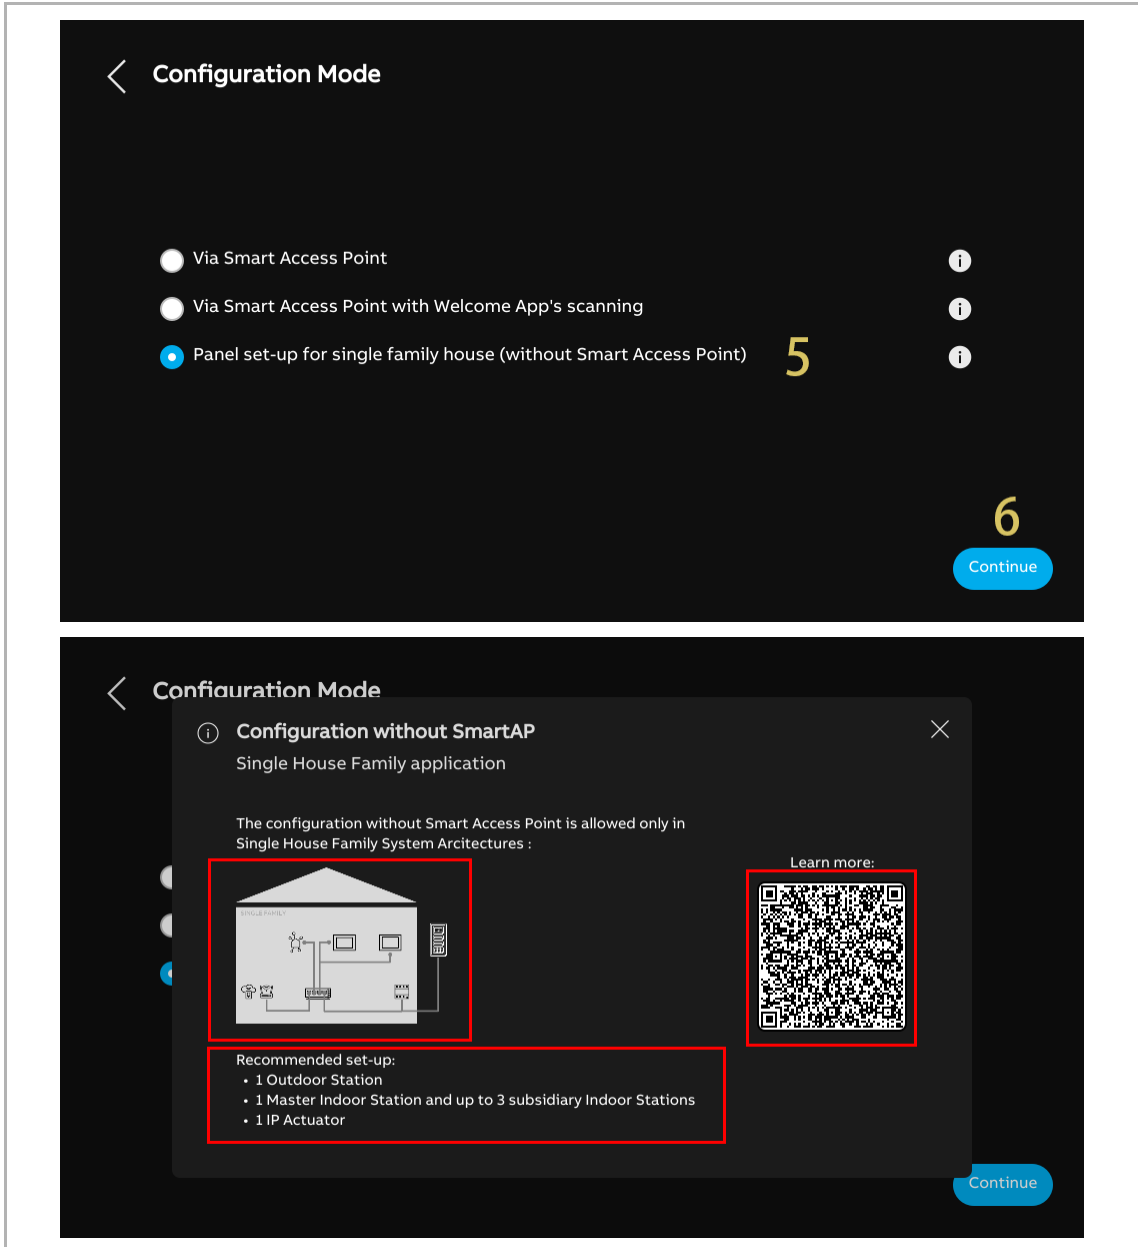 Configuration Mode
Via Smart Access Point
Via Smart Access Point with Welcome App's scanning
Panel set-up for single family house (without Smart Access Point)
5
6
Continue
Configuration Mode
Configuration without SmartAP
Single House Family application
The configuration without Smart Access Point is allowed only in
Single House Family System Arcitectures :
Learn more:
SINGLE FAMILY
Recommended set-up:
• 1 Outdoor Station
• 1 Master Indoor Station and up to 3 subsidiary Indoor Stations
• 1 IP Actuator
Continue